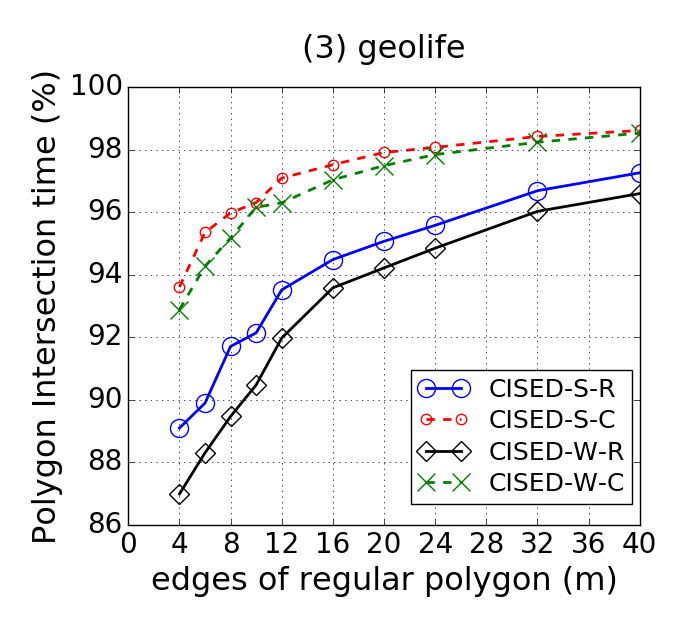 (3) geolife
Polygon Intersection time (%)
100
98
96
94
92
90
88
86
0 4 8 12 16 20 24 28 32 36 40
edges of regular polygon (m)
CISED-S-R
CISED-S-C
CISED-W-R
CISED-W-C